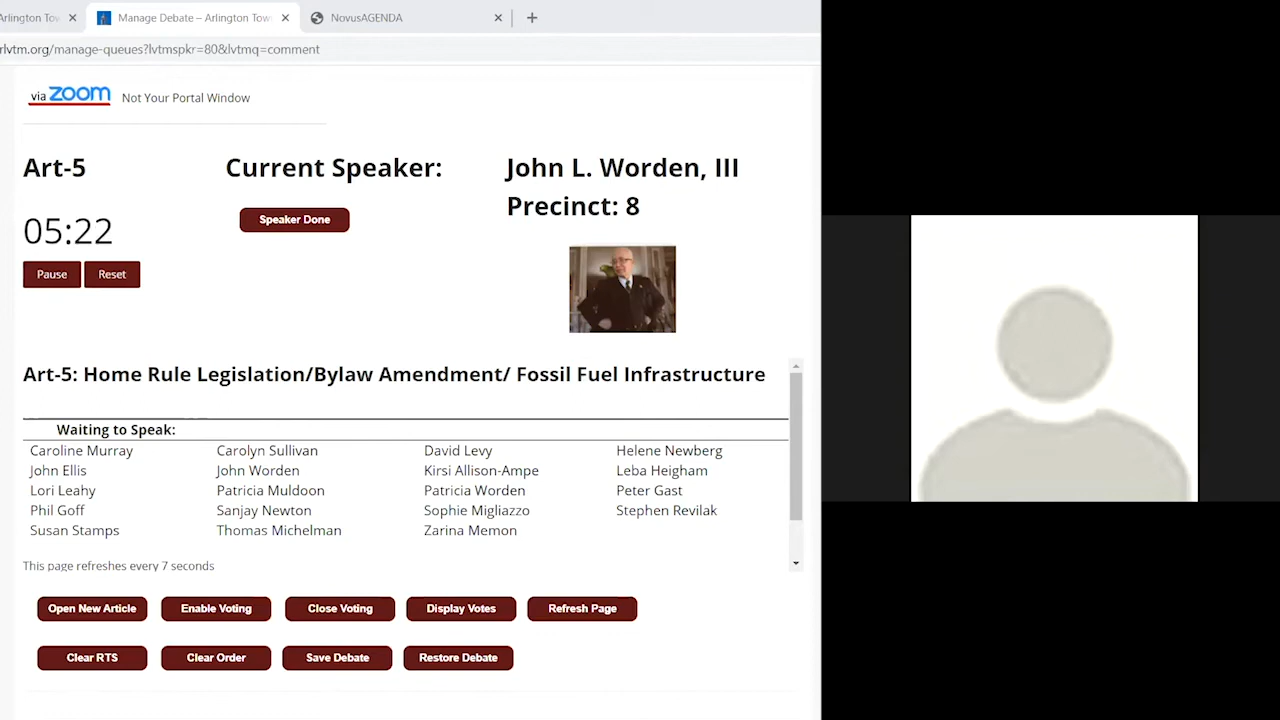 Arlington Tow
Manage Debate – Arlington Tow
NovusAGENDA
rlvtm.org/manage-queues?lvtmspkr=80&lvtmq=comment
via zoom Not Your Portal Window
Art-5 Current Speaker: John L. Worden, III
Precinct: 8
Speaker Done
05:22
Pause Reset
Art-5: Home Rule Legislation/Bylaw Amendment/ Fossil Fuel Infrastructure
Waiting to Speak:
Caroline Murray Carolyn Sullivan David Levy Helene Newberg
John Ellis John Worden Kirsi Allison-Ampe Leba Heigham
Lori Leahy Patricia Muldoon Patricia Worden Peter Gast
Phil Goff Sanjay Newton Sophie Migliazzo Stephen Revilak
Susan Stamps Thomas Michelman Zarina Memon
This page refreshes every 7 seconds
Open New Article Enable Voting Close Voting Display Votes Refresh Page
Clear RTS Clear Order Save Debate Restore Debate